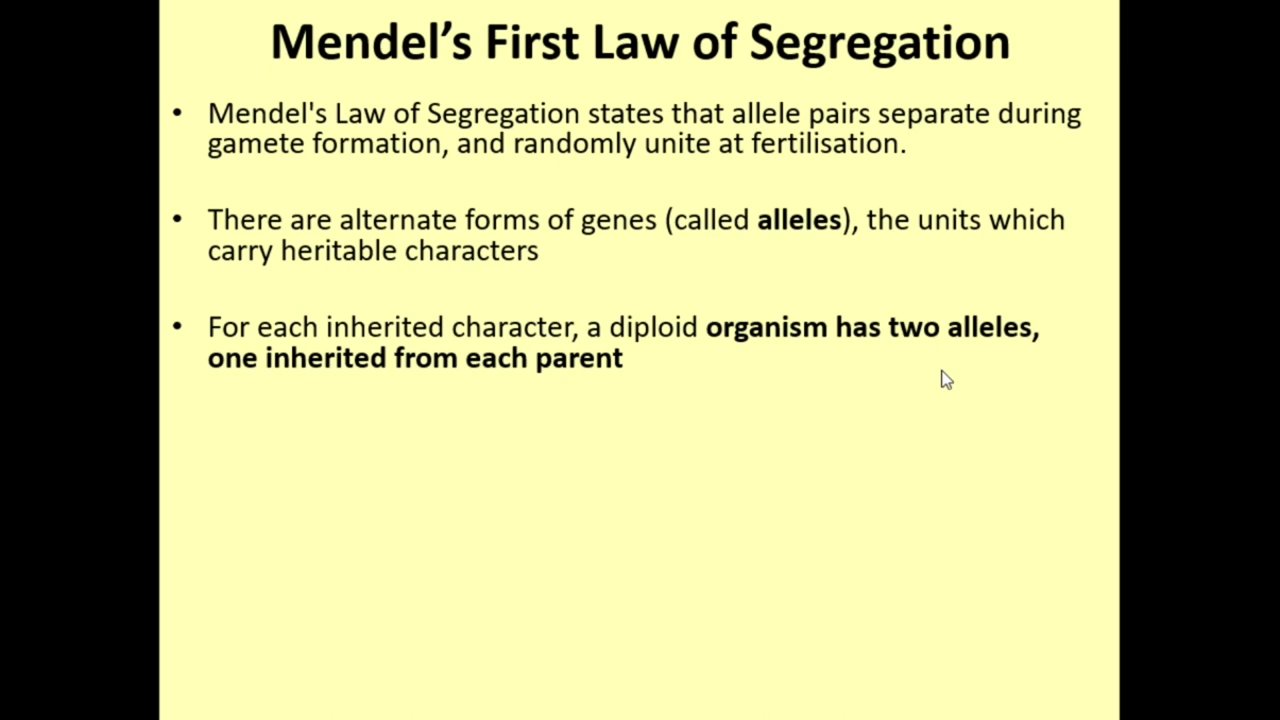 Mendel’s First Law of Segregation
• Mendel's Law of Segregation states that allele pairs separate during
gamete formation, and randomly unite at fertilisation.
• There are alternate forms of genes (called alleles), the units which
carry heritable characters
• For each inherited character, a diploid organism has two alleles,
one inherited from each parent